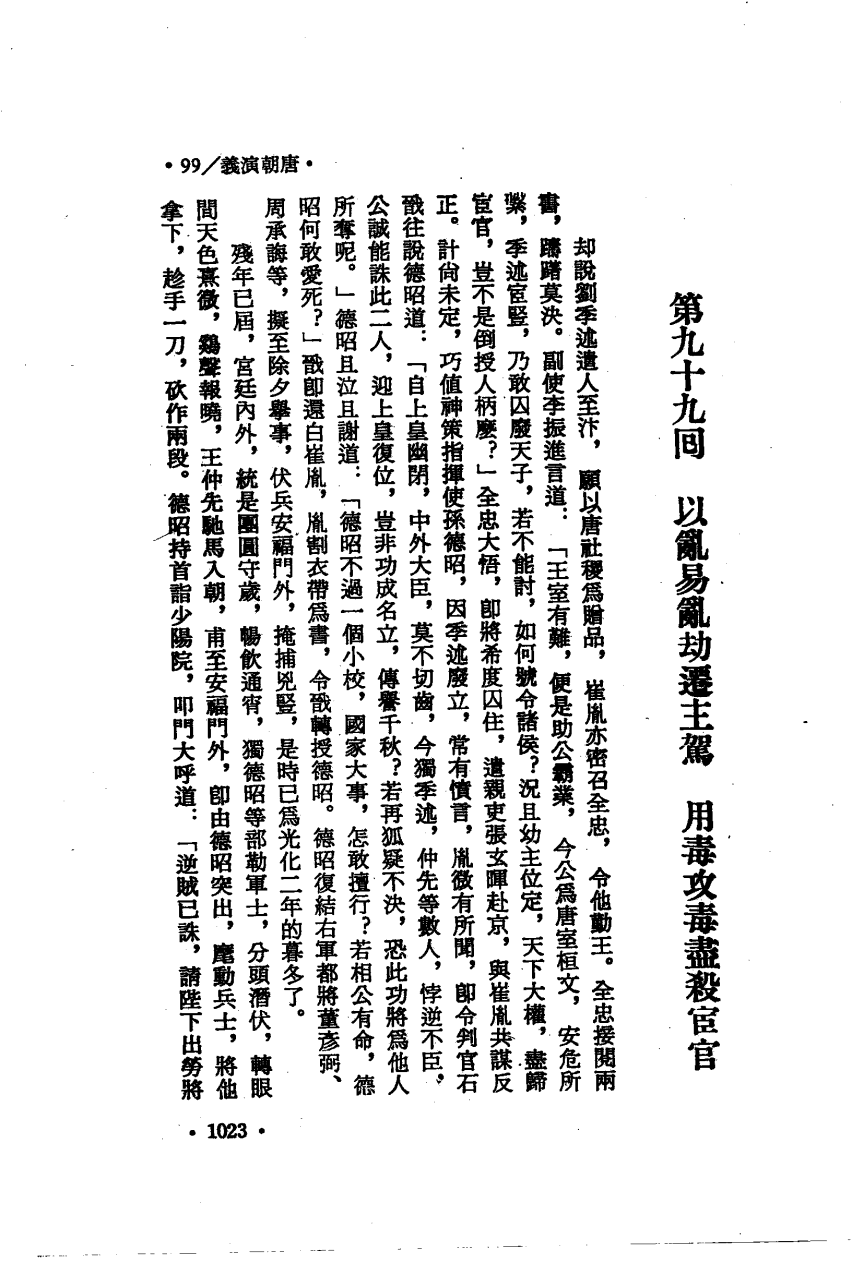 ·唐朝演義／99·
第九十九回　以亂易亂劫遷主駕　用毒攻毒盡殺宦官
却說劉季述遣人至汴，願以唐社稷爲贈品，崔胤亦密召全忠，令他勤王。全忠接閱兩
書，躊躇莫決。副使李振進言道：「王室有難，便是助公霸業，今公爲唐室桓文，安危所
繫，季述宦豎，乃敢囚廢天子，若不能討，如何號令諸侯？況且幼主位定，天下大權，盡歸
宦官，豈不是倒授人柄麼？」全忠大悟，卽將希度囚住，遣親吏張玄暉赴京，與崔胤共謀反
正。計尙未定，巧值神策指揮使孫德昭，因季述廢立，常有憤言，胤微有所聞，卽令判官石
戩往說德昭道：「自上皇幽閉，中外大臣，莫不切齒，今獨季述，仲先等數人，悖逆不臣，
公誠能誅此二人，迎上皇復位，豈非功成名立，傳譽千秋？若再狐疑不決，恐此功將爲他人
所奪呢。」德昭且泣且謝道：「德昭不過一個小校，國家大事，怎敢擅行？若相公有命，德
昭何敢愛死？」戩卽還白崔胤，胤割衣帶爲書，令戩轉授德昭。德昭復結右軍都將董彥弼、
周承誨等，擬至除夕舉事，伏兵安福門外，掩捕兇豎，是時已爲光化二年的暮冬了。
殘年已屆，宮廷內外，統是團圓守歲，暢飲通宵，獨德昭等部勒軍士，分頭潛伏，轉眼
間天色熹微，鷄聲報曉，王仲先馳馬入朝，甫至安福門外，卽由德昭突出，麾動兵士，將他
拿下，趁手一刀，砍作兩段。德昭持首詣少陽院，叩門大呼道：「逆賊已誅，請陛下出勞將
·1023·